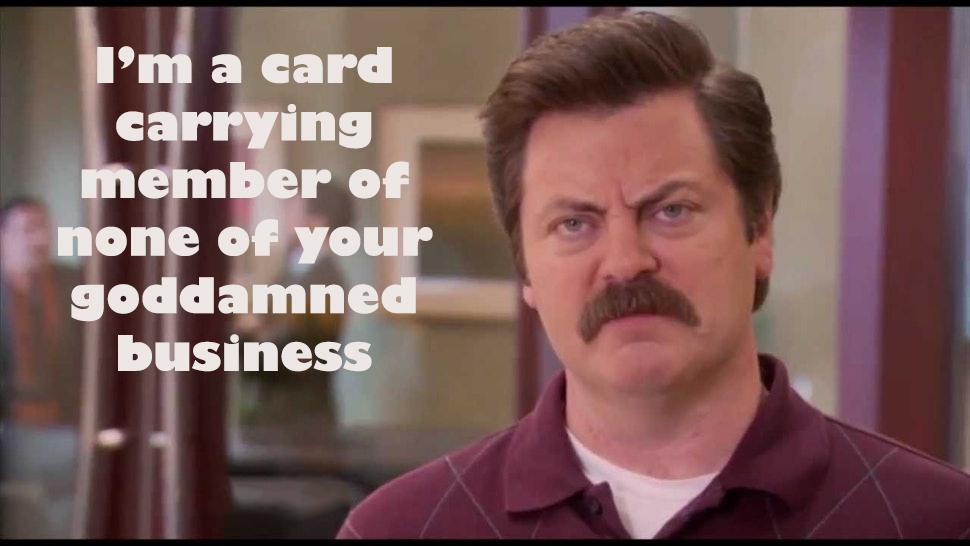 I’m a card
carrying
member of
none of your
goddamned
business